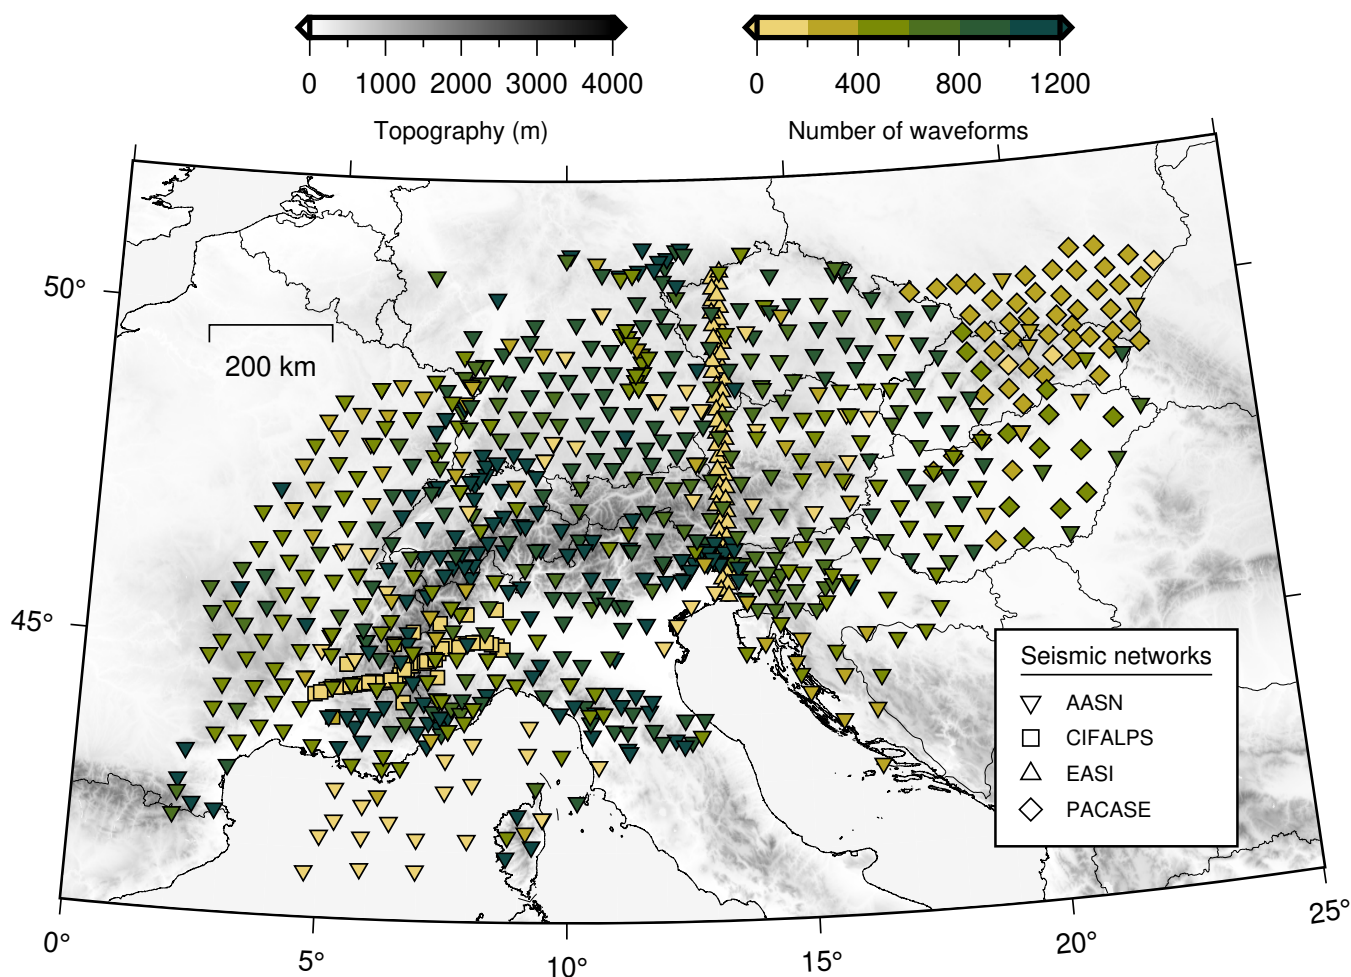 0 1000 2000 3000 4000
Topography (m)
0 400 800 1200
Number of waveforms
50°
200 km
45°
Seismic networks
AASN
CIFALPS
EASI
PACASE
0°
5°
10°
15°
20°
25°